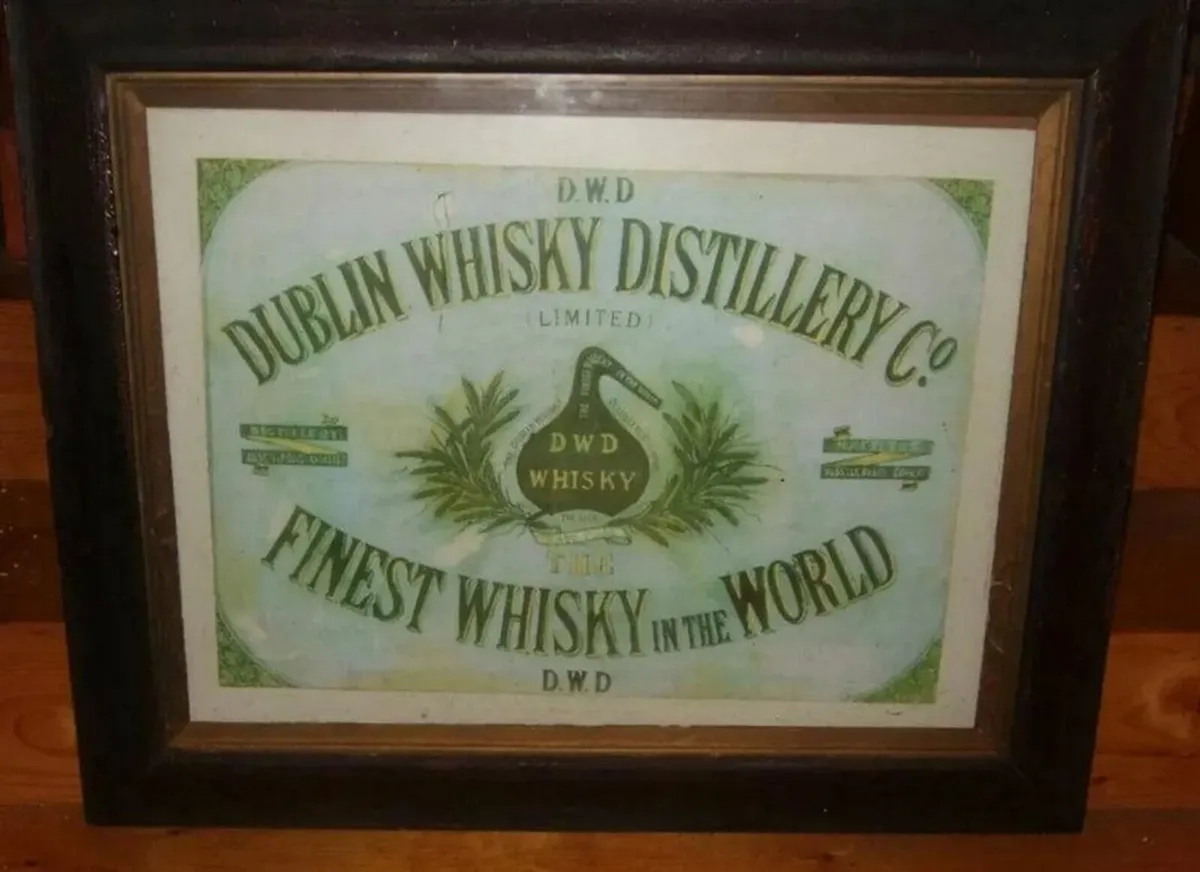 D.W.D
DUBLIN WHISKY DISTILLERY Co.
(LIMITED)
DWD
WHISKY
THE
FINEST WHISKY IN THE WORLD
D.W.D